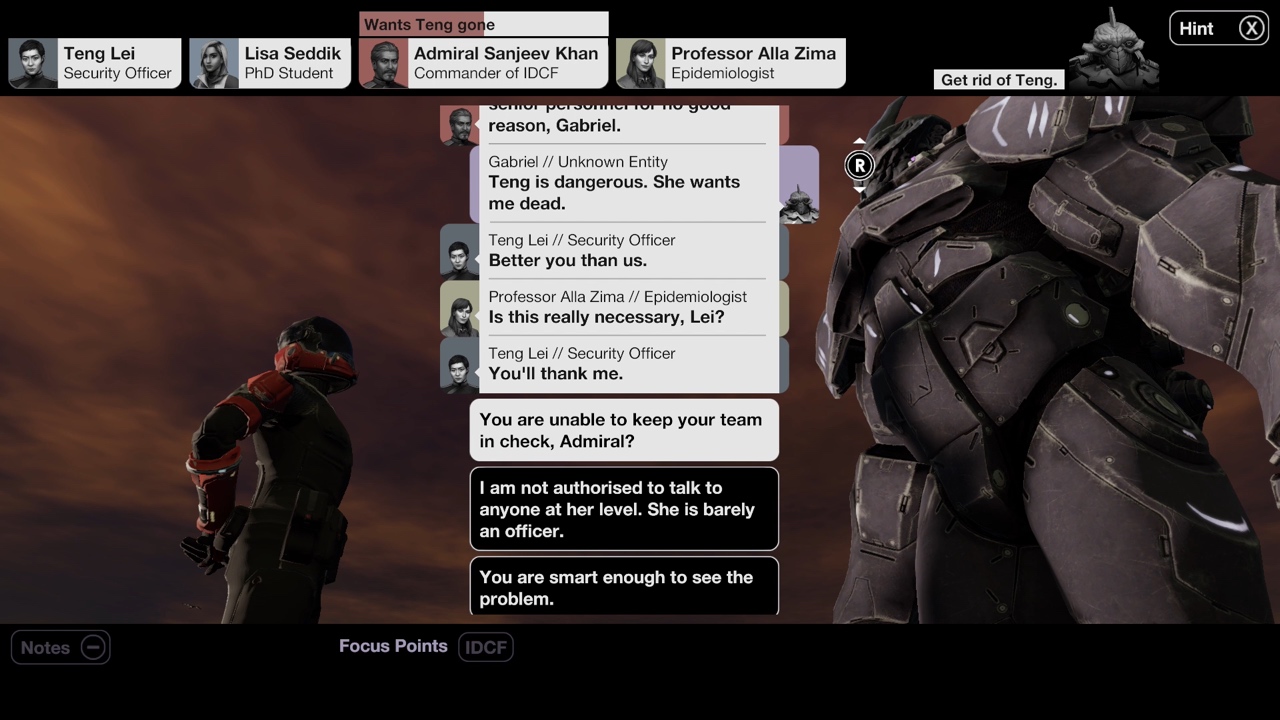 Wants Teng gone
Teng Lei
Security Officer
Lisa Seddik
PhD Student
Admiral Sanjeev Khan
Commander of IDCF
Professor Alla Zima
Epidemiologist
Get rid of Teng.
Hint X
senior personnel for no good
reason, Gabriel.
Gabriel // Unknown Entity
Teng is dangerous. She wants
me dead.
R
Teng Lei // Security Officer
Better you than us.
Professor Alla Zima // Epidemiologist
Is this really necessary, Lei?
Teng Lei // Security Officer
You'll thank me.
You are unable to keep your team
in check, Admiral?
I am not authorised to talk to
anyone at her level. She is barely
an officer.
You are smart enough to see the
problem.
Notes
Focus Points IDCF